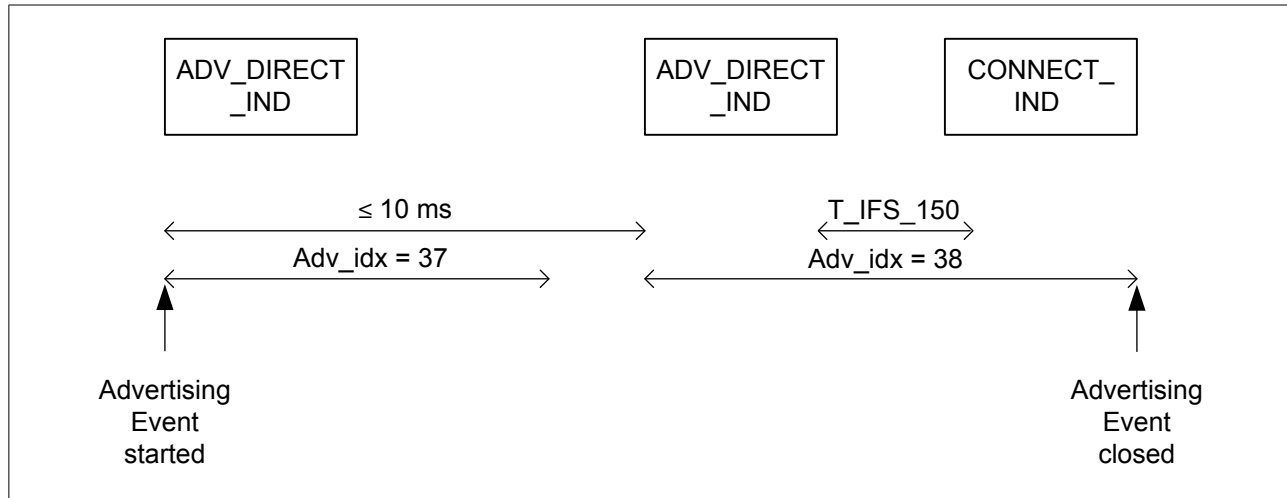 ADV_DIRECT
_IND
ADV_DIRECT
_IND
CONNECT_
IND
≤ 10 ms
T_IFS_150
Adv_idx = 37
Adv_idx = 38
Advertising
Event
started
Advertising
Event
closed